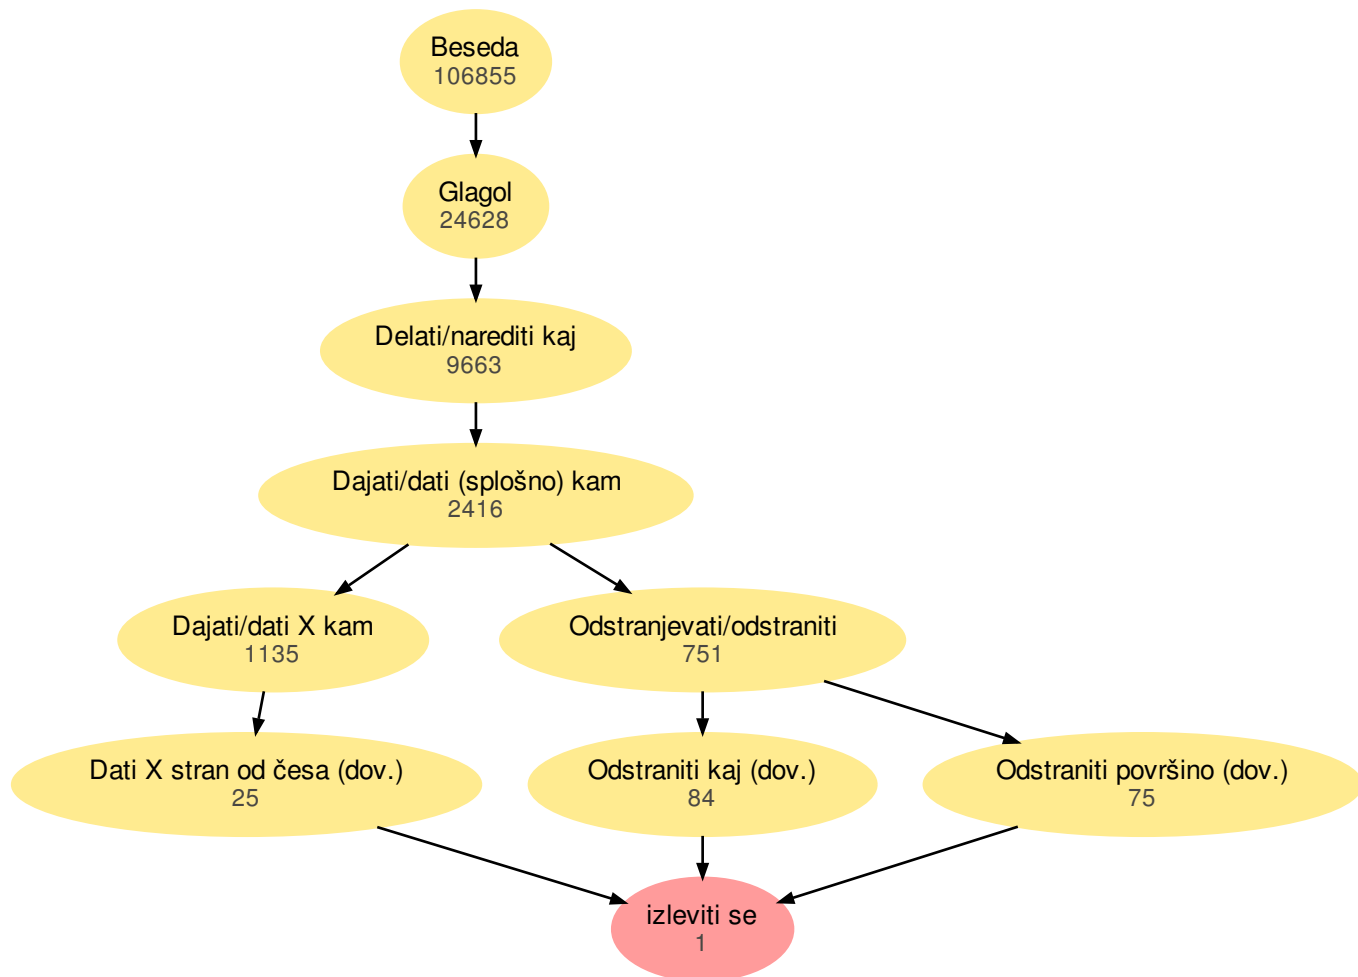 Beseda
106855
Glagol
24628
Delati/narediti kaj
9663
Dajati/dati (splošno) kam
2416
Dajati/dati X kam
1135
Odstranjevati/odstraniti
751
Dati X stran od česa (dov.)
25
Odstraniti kaj (dov.)
84
Odstraniti površino (dov.)
75
izleviti se
1